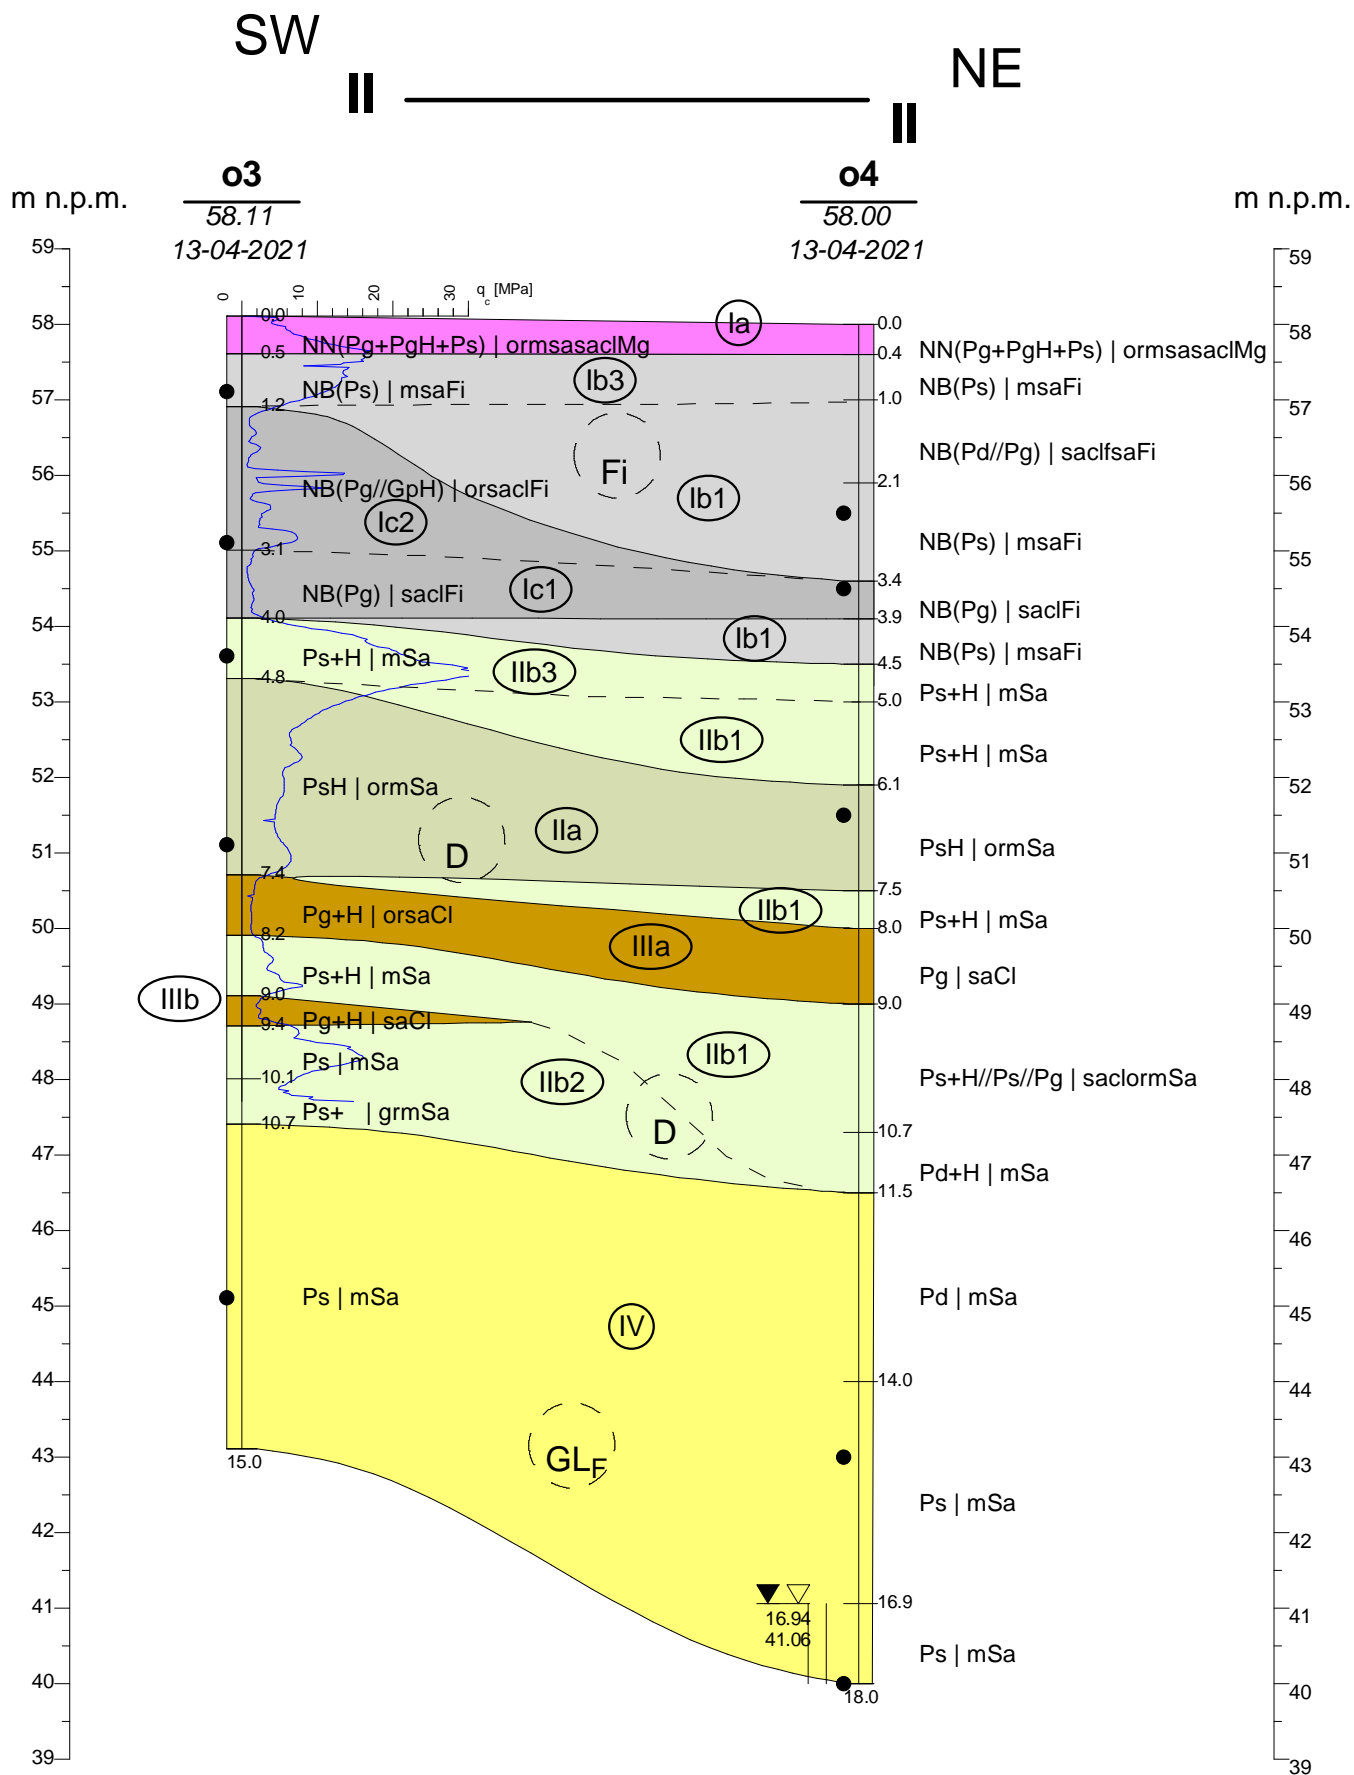 SW
NE
II
II
o3
o4
m n.p.m.
m n.p.m.
58.11
58.00
13-04-2021
13-04-2021
59
58
57
56
55
54
53
52
51
50
49
48
47
46
45
44
43
42
41
40
39
0
10
20
30
q c [MPa]
0.0
0.5
1.2
3.1
4.0
4.8
7.4
8.2
9.0
9.4
10.1
10.7
15.0
NN(Pg+PgH+Ps) | ormsasaclMg
NB(Ps) | msaFi
NB(Pg//GpH) | orsaclFi
NB(Pg) | saclFi
Ps+H | mSa
PsH | ormSa
Pg+H | orsaCl
Ps+H | mSa
Pg+H | saCl
Ps | mSa
Ps+ | grmSa
Ps | mSa
Ia
Ib3
Fi
Ib1
Ic2
Ic1
Ib1
IIb3
IIb1
IIa
D
IIb1
IIIa
IIIb
IIb1
IIb2
D
IV
GLF
16.94
41.06
0.0
0.4
1.0
2.1
3.4
3.9
4.5
5.0
6.1
7.5
8.0
9.0
10.7
11.5
14.0
16.9
18.0
NN(Pg+PgH+Ps) | ormsasaclMg
NB(Ps) | msaFi
NB(Pd//Pg) | saclfsaFi
NB(Ps) | msaFi
NB(Pg) | saclFi
NB(Ps) | msaFi
Ps+H | mSa
Ps+H | mSa
PsH | ormSa
Ps+H | mSa
Pg | saCl
Ps+H//Ps//Pg | saclormSa
Pd+H | mSa
Pd | mSa
Ps | mSa
Ps | mSa
59
58
57
56
55
54
53
52
51
50
49
48
47
46
45
44
43
42
41
40
39